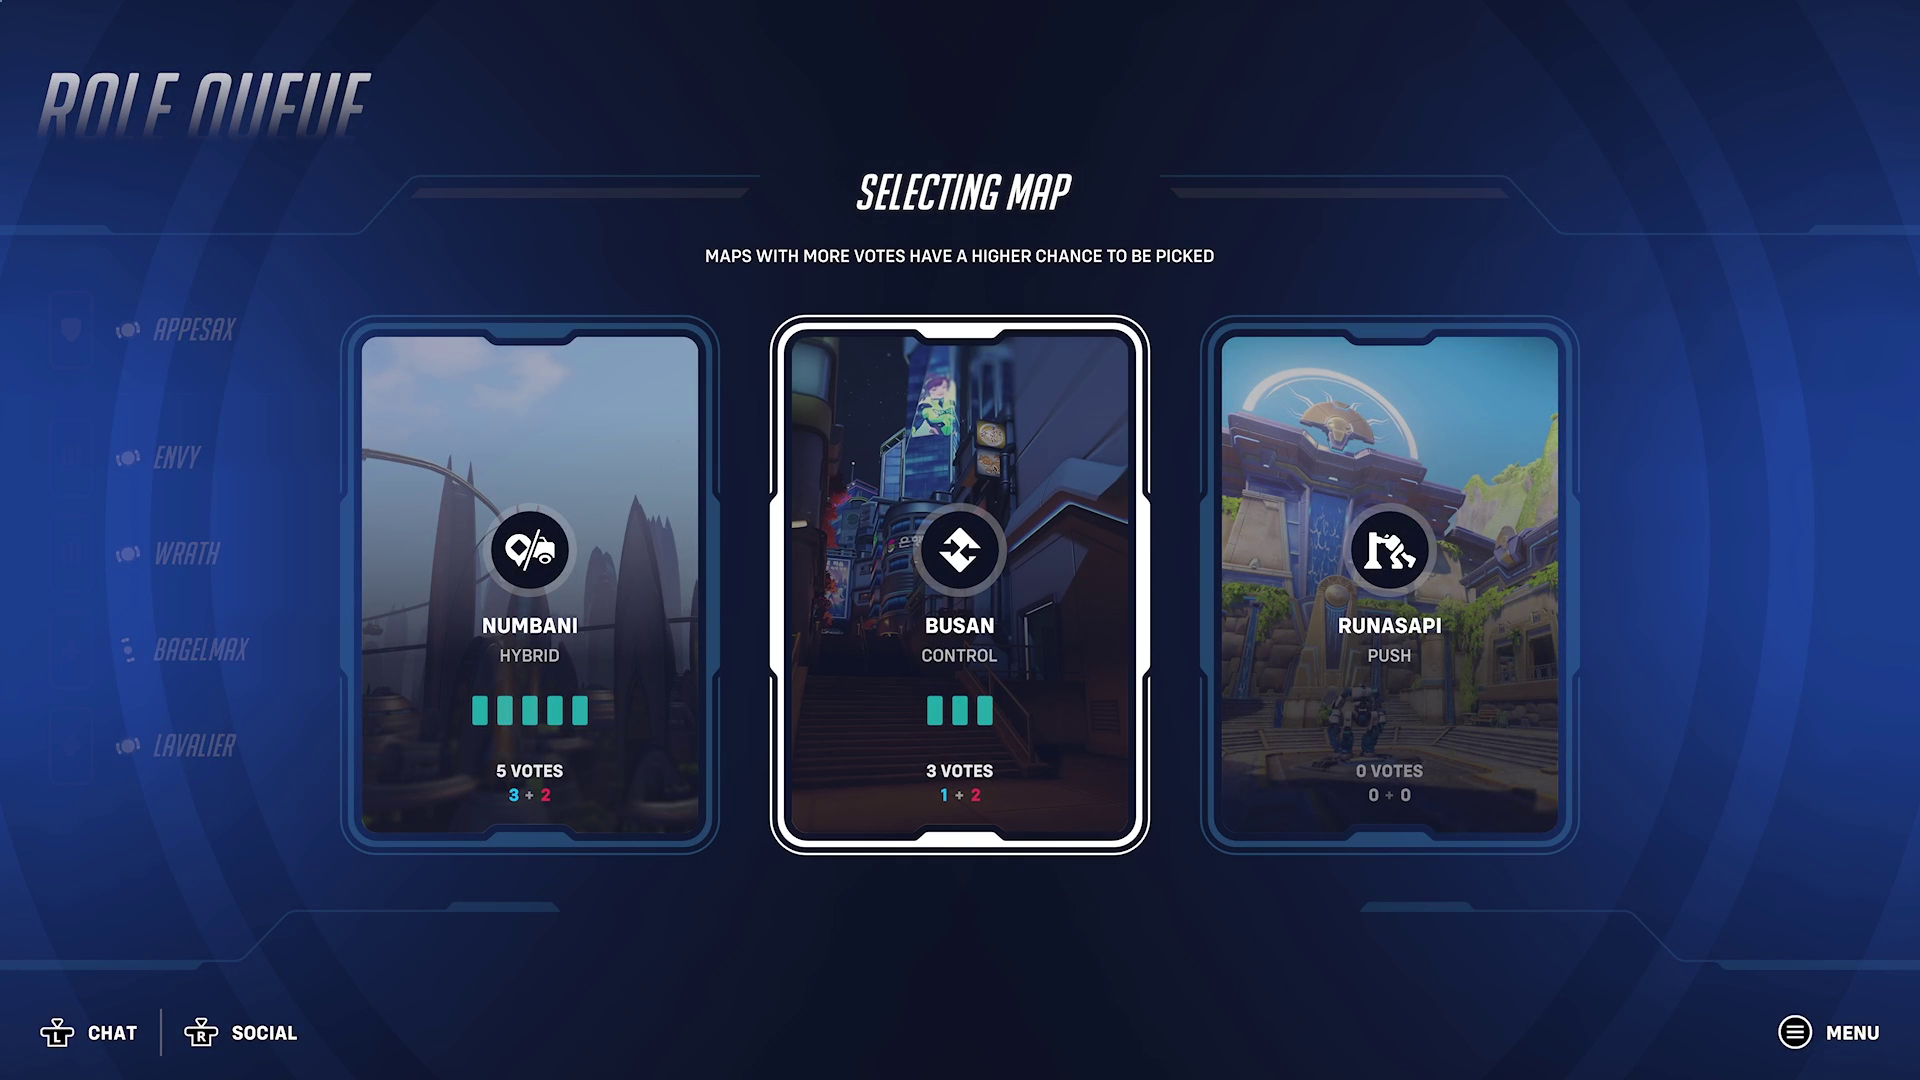 ROLE QUEUE
SELECTING MAP
MAPS WITH MORE VOTES HAVE A HIGHER CHANCE TO BE PICKED
APPESAX
ENVY
WRATH
BAGELMAX
LAVALIER
NUMBANI
HYBRID
5 VOTES
3 + 2
BUSAN
CONTROL
3 VOTES
1 + 2
RUNASAPI
PUSH
0 VOTES
0 + 0
L CHAT
R SOCIAL
MENU